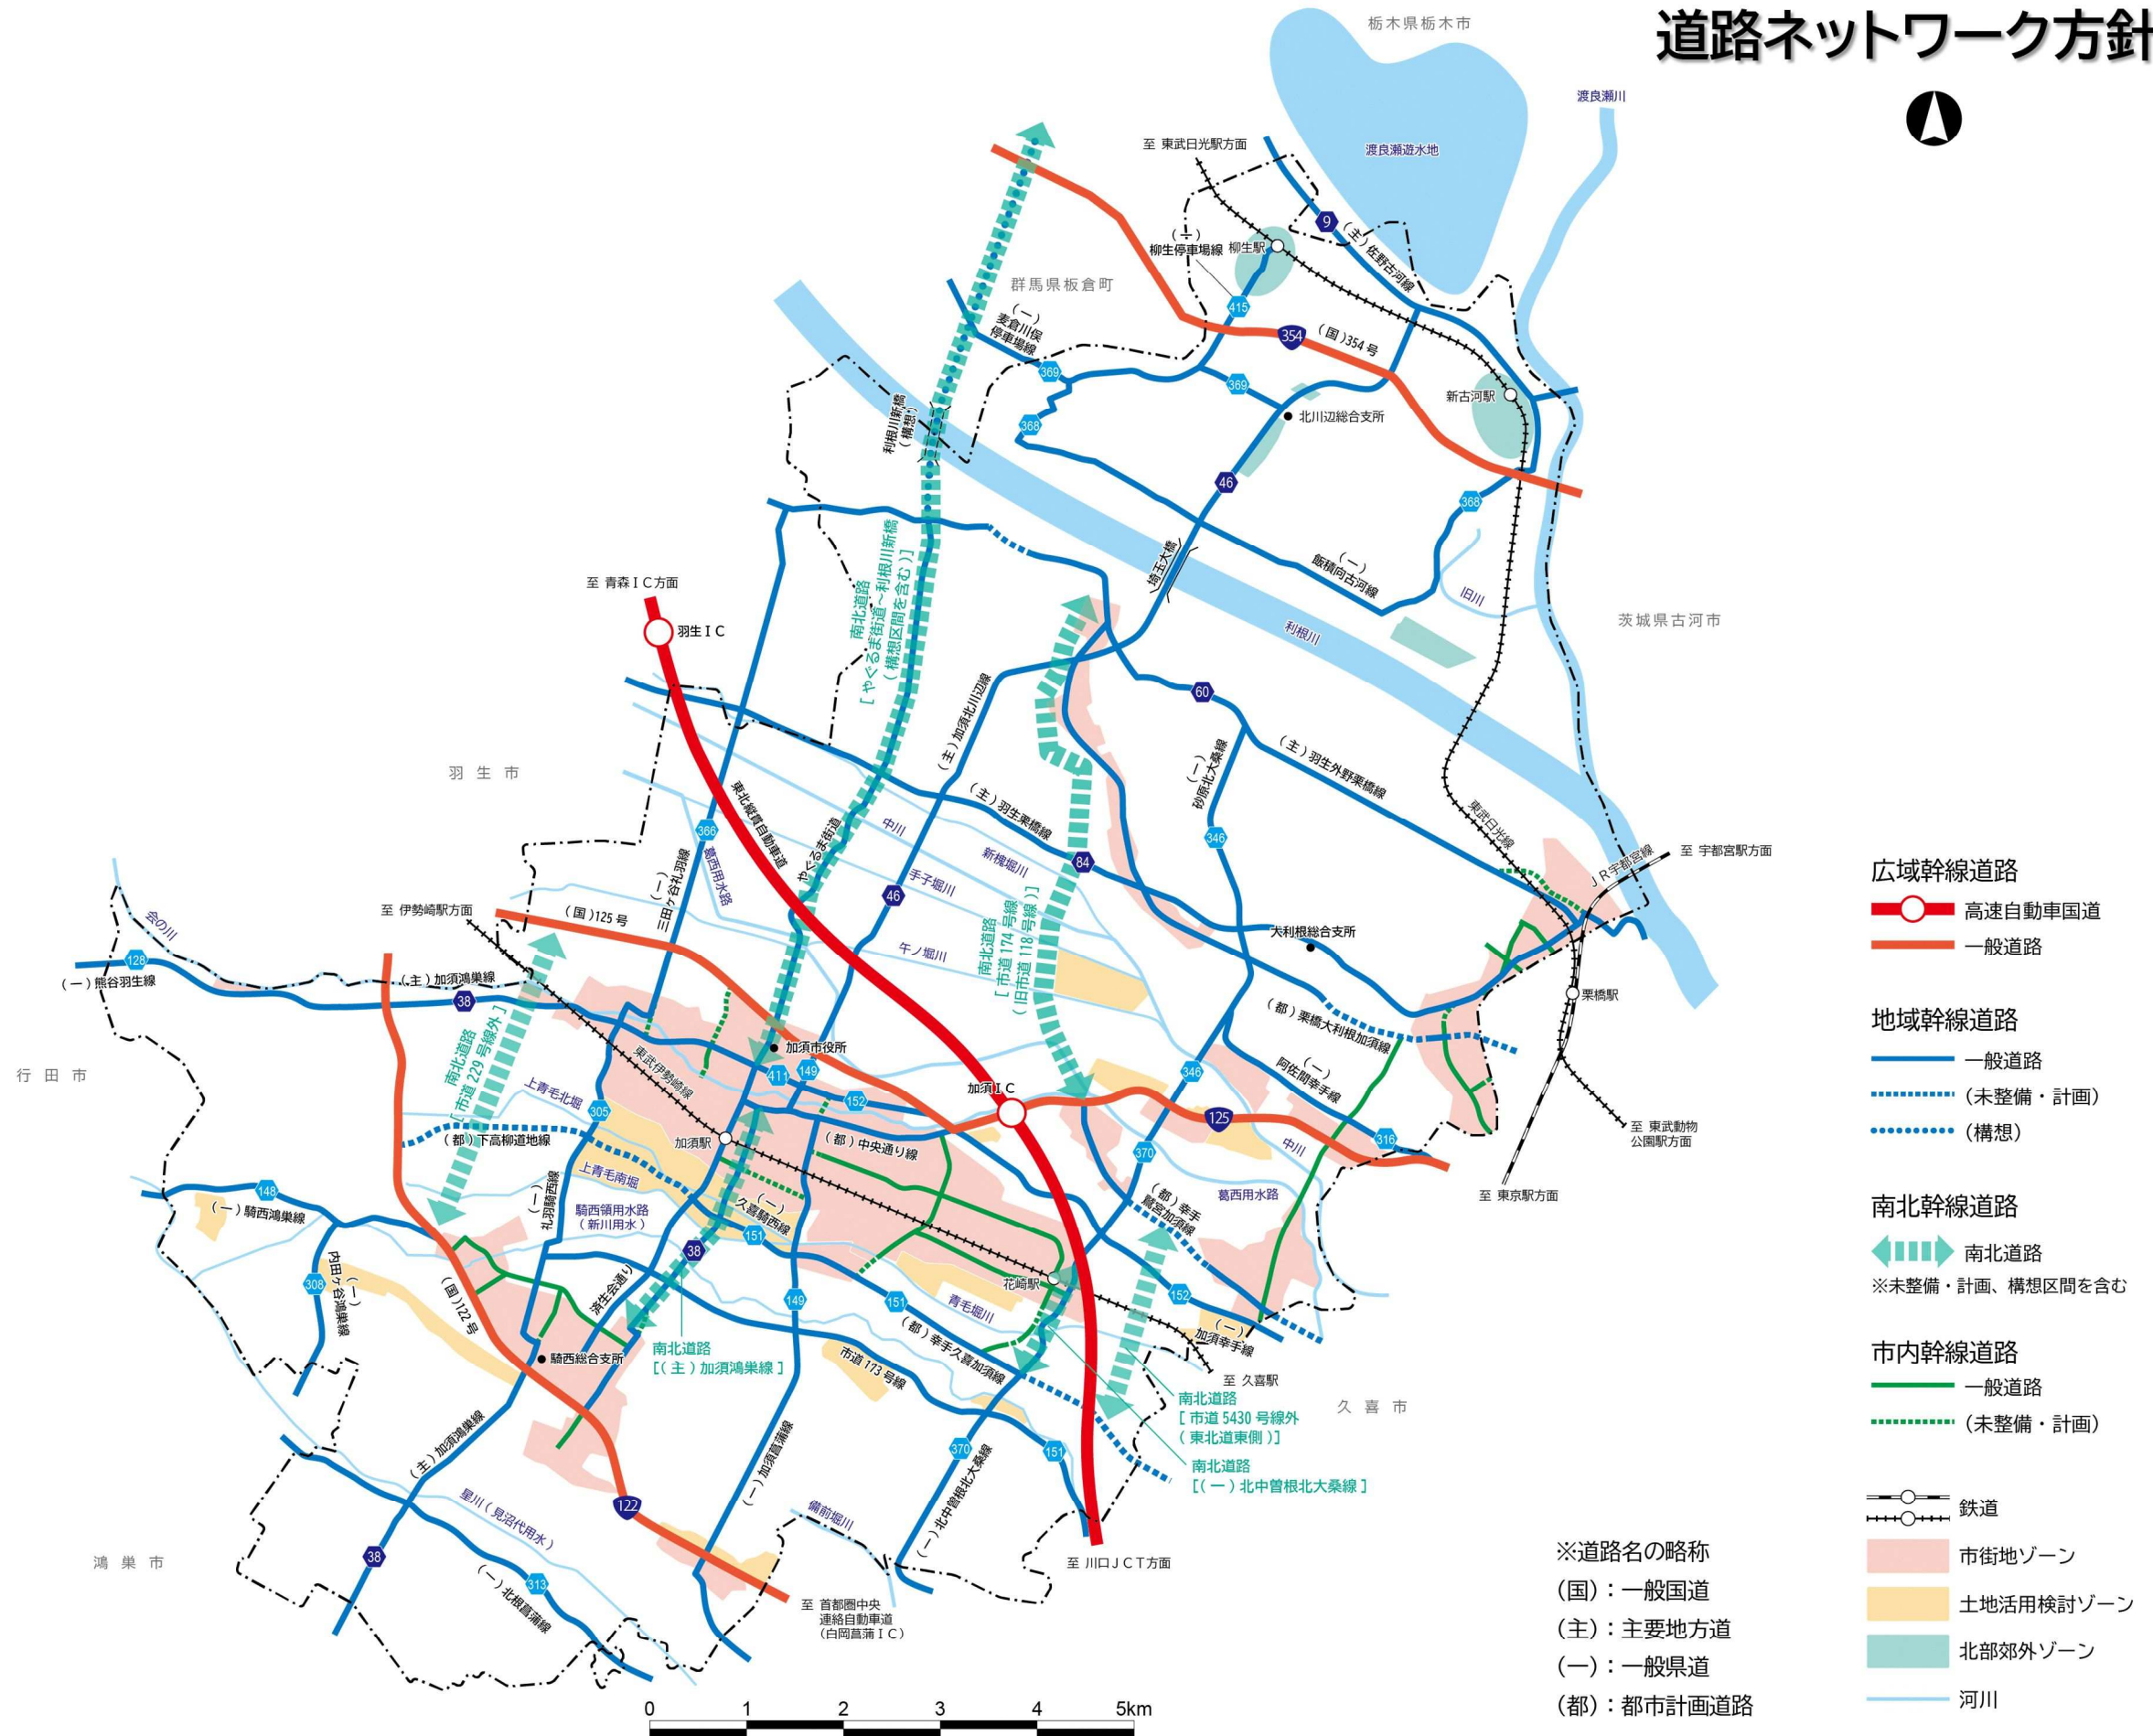 道路ネットワーク方針
栃木県栃木市
渡良瀬川
至 東武日光駅方面
渡良瀬遊水地
9
(主)佐野古河線
(一)
柳生停車場線
柳生駅
群馬県板倉町
415
(一)
麦倉川俣
停車場線
354
(国)354号
369
369
新古河駅
利根川新橋
(構想)
368
北川辺総合支所
46
368
埼玉大橋
(一)
飯積向古河線
旧川
南北道路
[やぐるま街道~利根川新橋
(構想区間を含む)]
至 青森IC方面
羽生IC
利根川
茨城県古河市
60
(主)加須北川辺線
(一)
砂原北大桑線
(主)羽生外野栗橋線
羽生市
東北縦貫自動車道
(主)羽生栗橋線
東武日光線
366
やぐるま街道
中川
346
新槐堀川
84
JR宇都宮線
至 宇都宮駅方面
(一)
三田ヶ谷礼羽線
葛西用水路
手子堀川
46
至 伊勢崎駅方面
(国)125号
会の川
南北道路
[市道174号線
(旧市道118号線)]
大利根総合支所
午ノ堀川
128
(一)熊谷羽生線
(主)加須鴻巣線
38
栗橋駅
(都)栗橋大利根加須線
南北道路
[市道229号線外]
加須市役所
東武伊勢崎線
行田市
411
149
(一)
阿佐間幸手線
346
上青毛北堀
加須IC
152
305
125
至 東武動物
公園駅方面
加須駅
(都)中央通り線
316
(都)下高柳道地線
中川
370
上青毛南堀
148
(一)騎西鴻巣線
(一)
礼羽騎西線
騎西領用水路
(新川用水)
(一)
久喜騎西線
(都)幸手
鷲宮加須線
葛西用水路
至 東京駅方面
151
38
308
(一)
内田ヶ谷鴻巣線
(国)122号
済生会通り
149
花崎駅
151
青毛堀川
152
(都)幸手久喜加須線
(一)
加須幸手線
南北道路
[(主)加須鴻巣線]
騎西総合支所
市道173号線
至 久喜駅
南北道路
[市道5430号線外
(東北道東側)]
久喜市
(主)加須鴻巣線
(一)加須菖蒲線
370
(一)北中曽根北大桑線
151
南北道路
[(一)北中曽根北大桑線]
122
星川(見沼代用水)
備前堀川
鴻巣市
38
313
(一)北根菖蒲線
至 川口JCT方面
至 首都圏中央
連絡自動車道
(白岡菖蒲IC)
0 1 2 3 4 5km
広域幹線道路
高速自動車国道
一般道路
地域幹線道路
一般道路
(未整備・計画)
(構想)
南北幹線道路
南北道路
※未整備・計画、構想区間を含む
市内幹線道路
一般道路
(未整備・計画)
鉄道
市街地ゾーン
土地活用検討ゾーン
北部郊外ゾーン
河川
※道路名の略称
(国):一般国道
(主):主要地方道
(一):一般県道
(都):都市計画道路